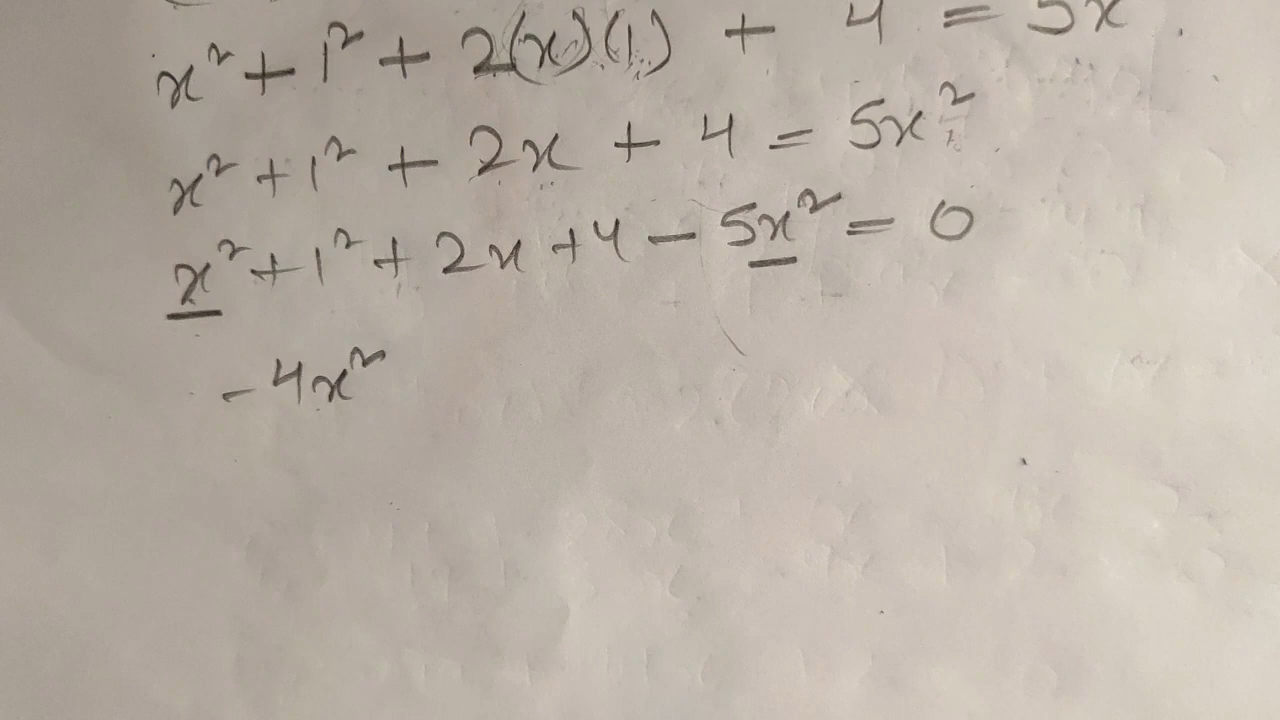 x² + 1² + 2(x)(1) + 4 = 5x
x² + 1² + 2x + 4 = 5x²
x² + 1² + 2x + 4 - 5x² = 0
- 4x²